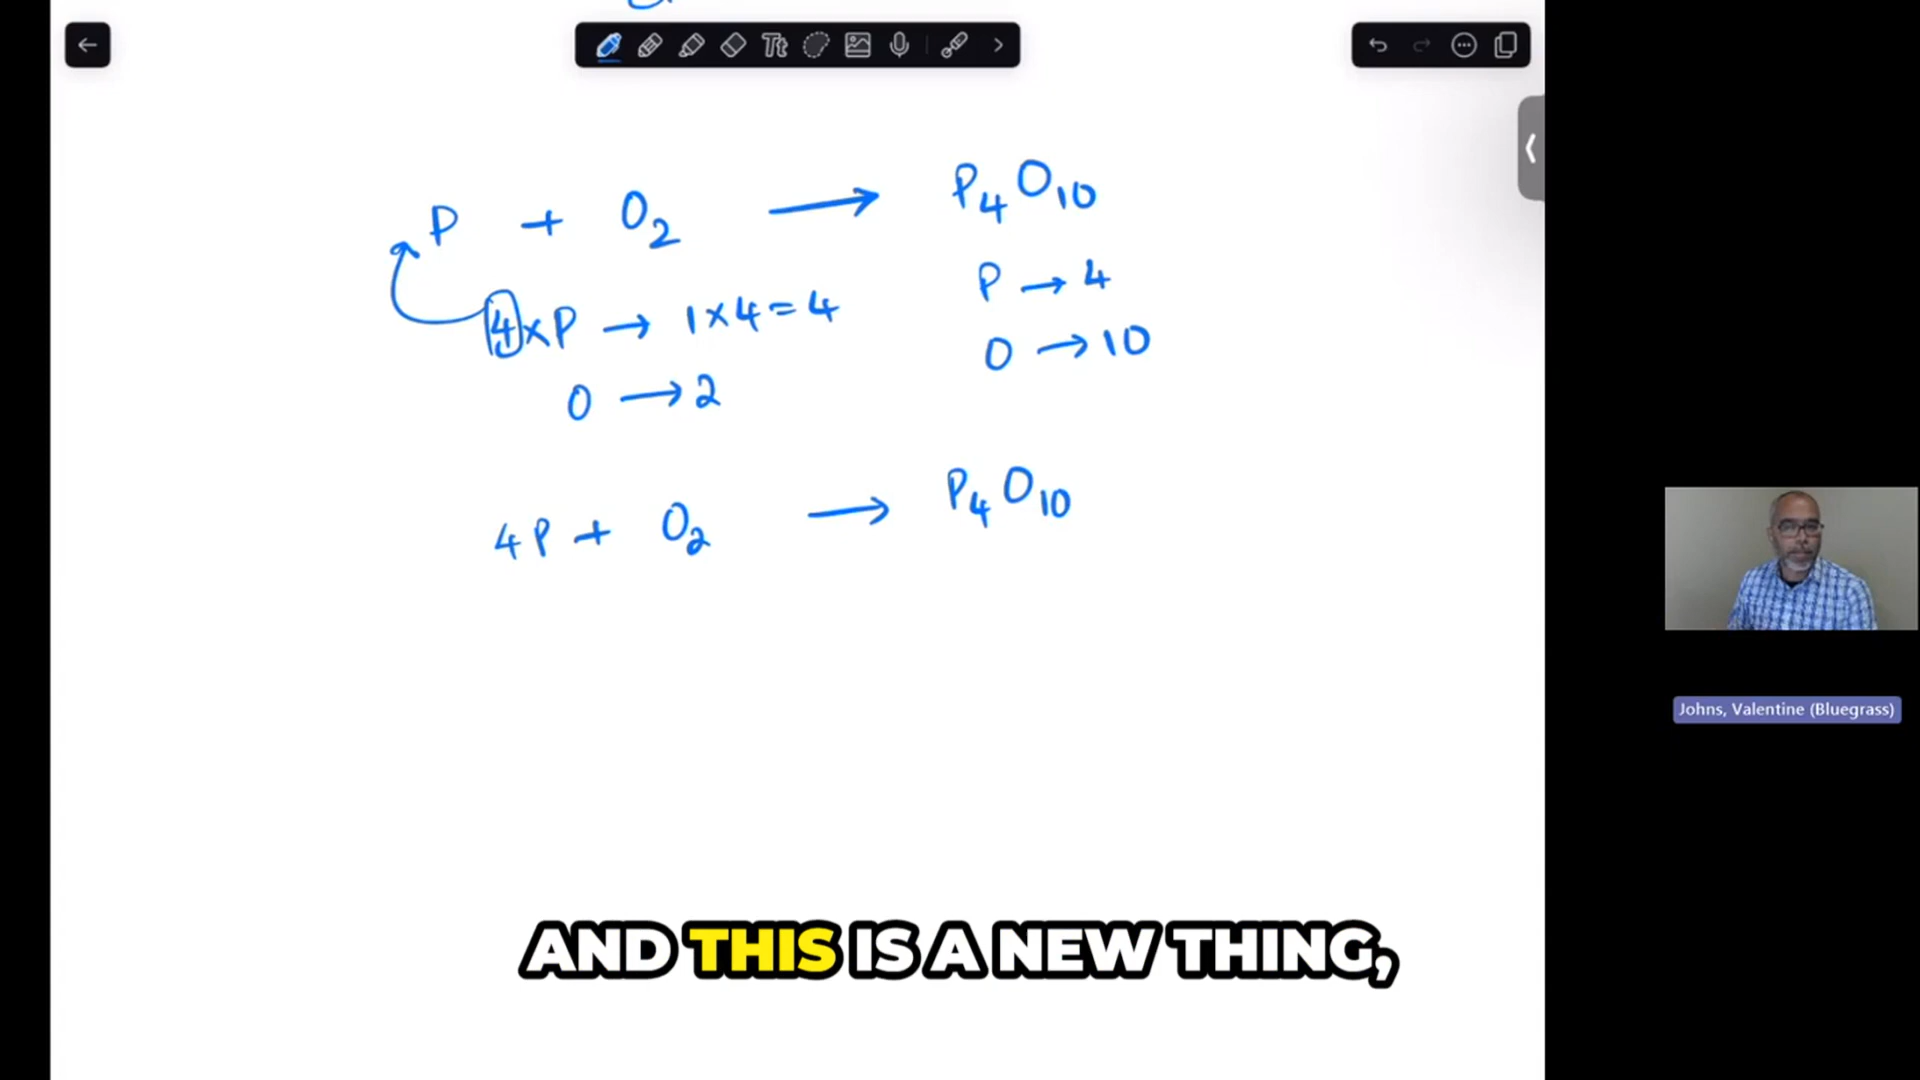 Tt
P + O₂ → P₄O₁₀
4×P → 1×4=4
P → 4
O → 2
O → 10
4P + O₂ → P₄O₁₀
Johns, Valentine (Bluegrass)
AND THIS IS A NEW THING,